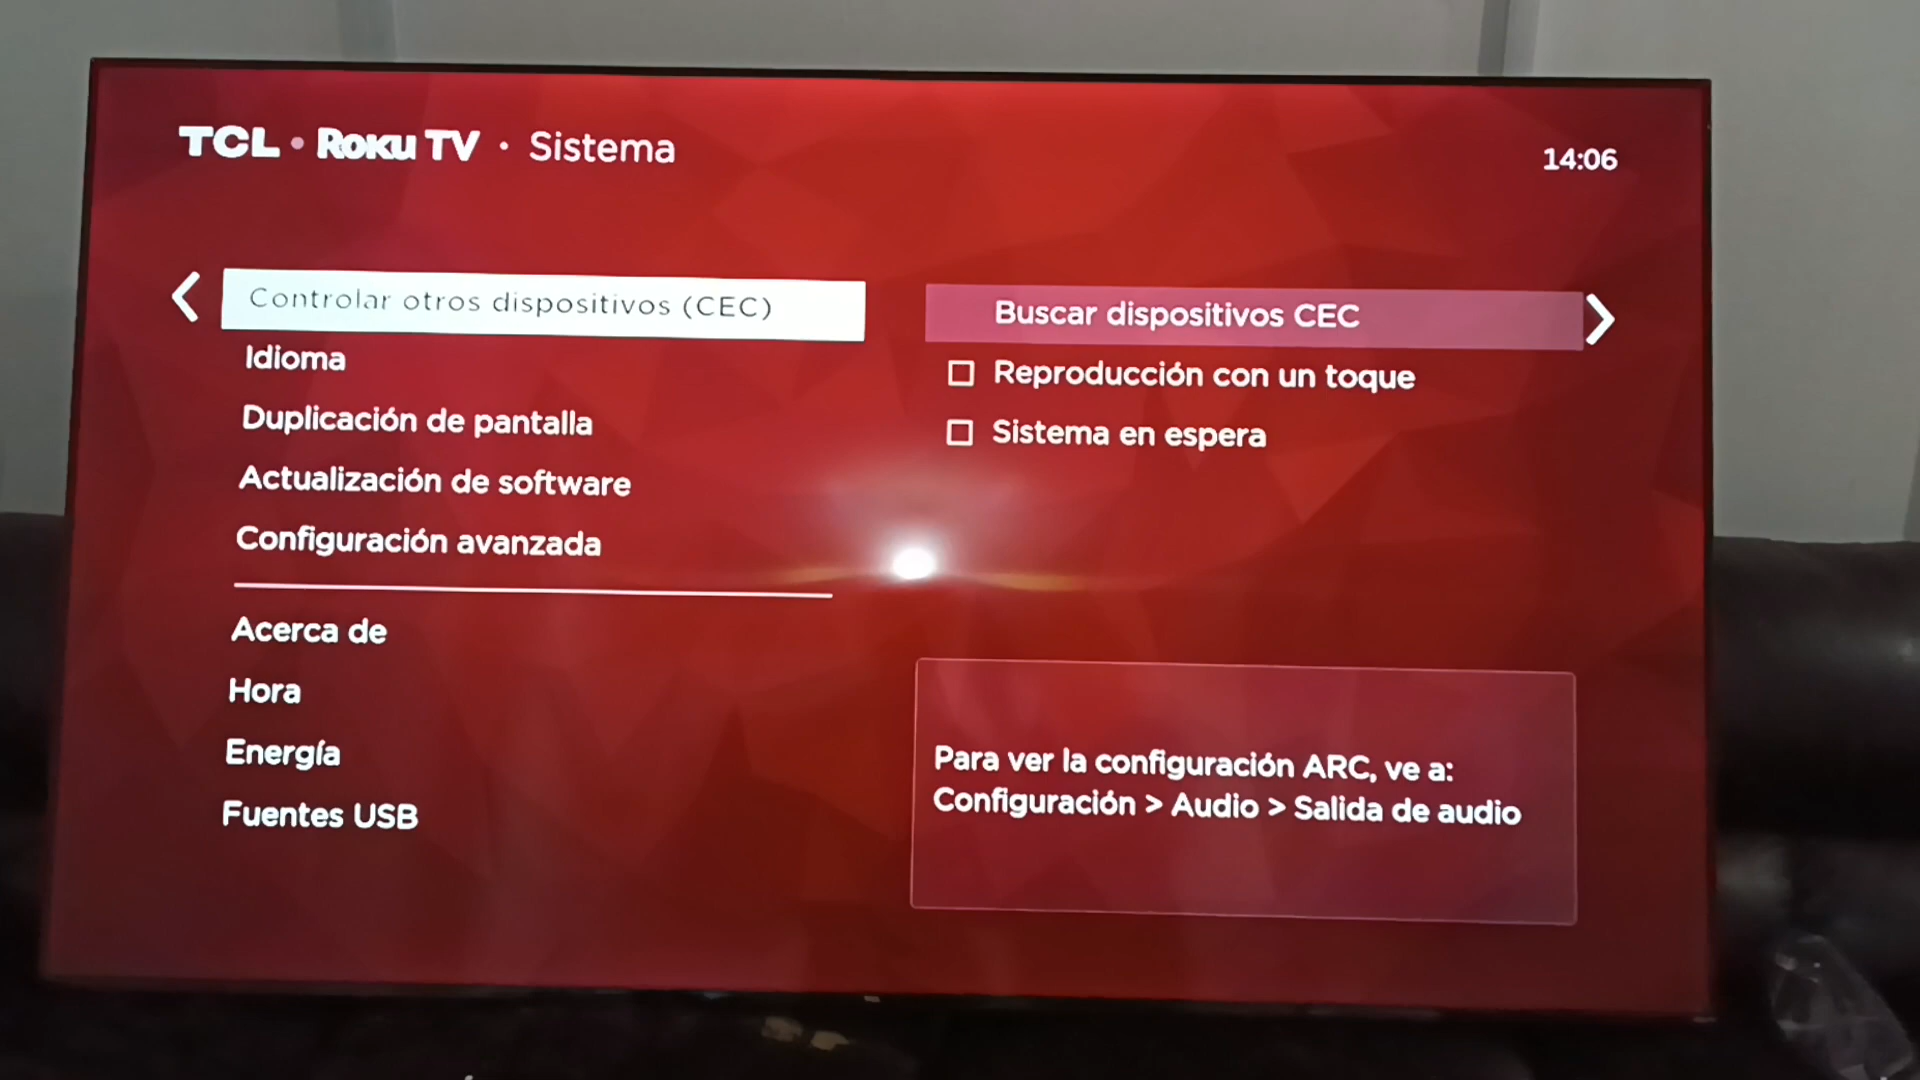 TCL • Roku TV • Sistema
14:06
Controlar otros dispositivos (CEC)
Idioma
Duplicación de pantalla
Actualización de software
Configuración avanzada
Acerca de
Hora
Energía
Fuentes USB
Buscar dispositivos CEC
Reproducción con un toque
Sistema en espera
Para ver la configuración ARC, ve a:
Configuración > Audio > Salida de audio